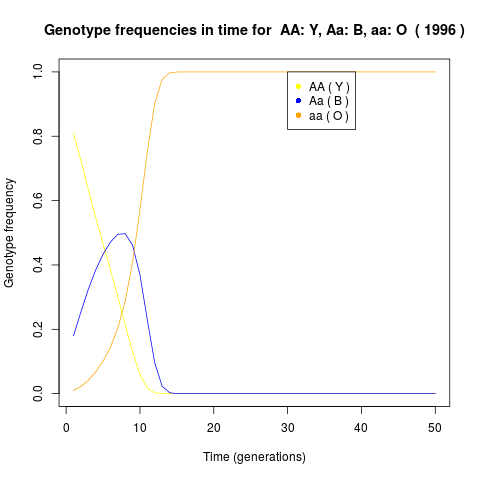 Genotype frequencies in time for  AA: Y, Aa: B, aa: O  ( 1996 )
AA ( Y )
Aa ( B )
aa ( O )
Genotype frequency
1.0
0.8
0.6
0.4
0.2
0.0
0 10 20 30 40 50
Time (generations)